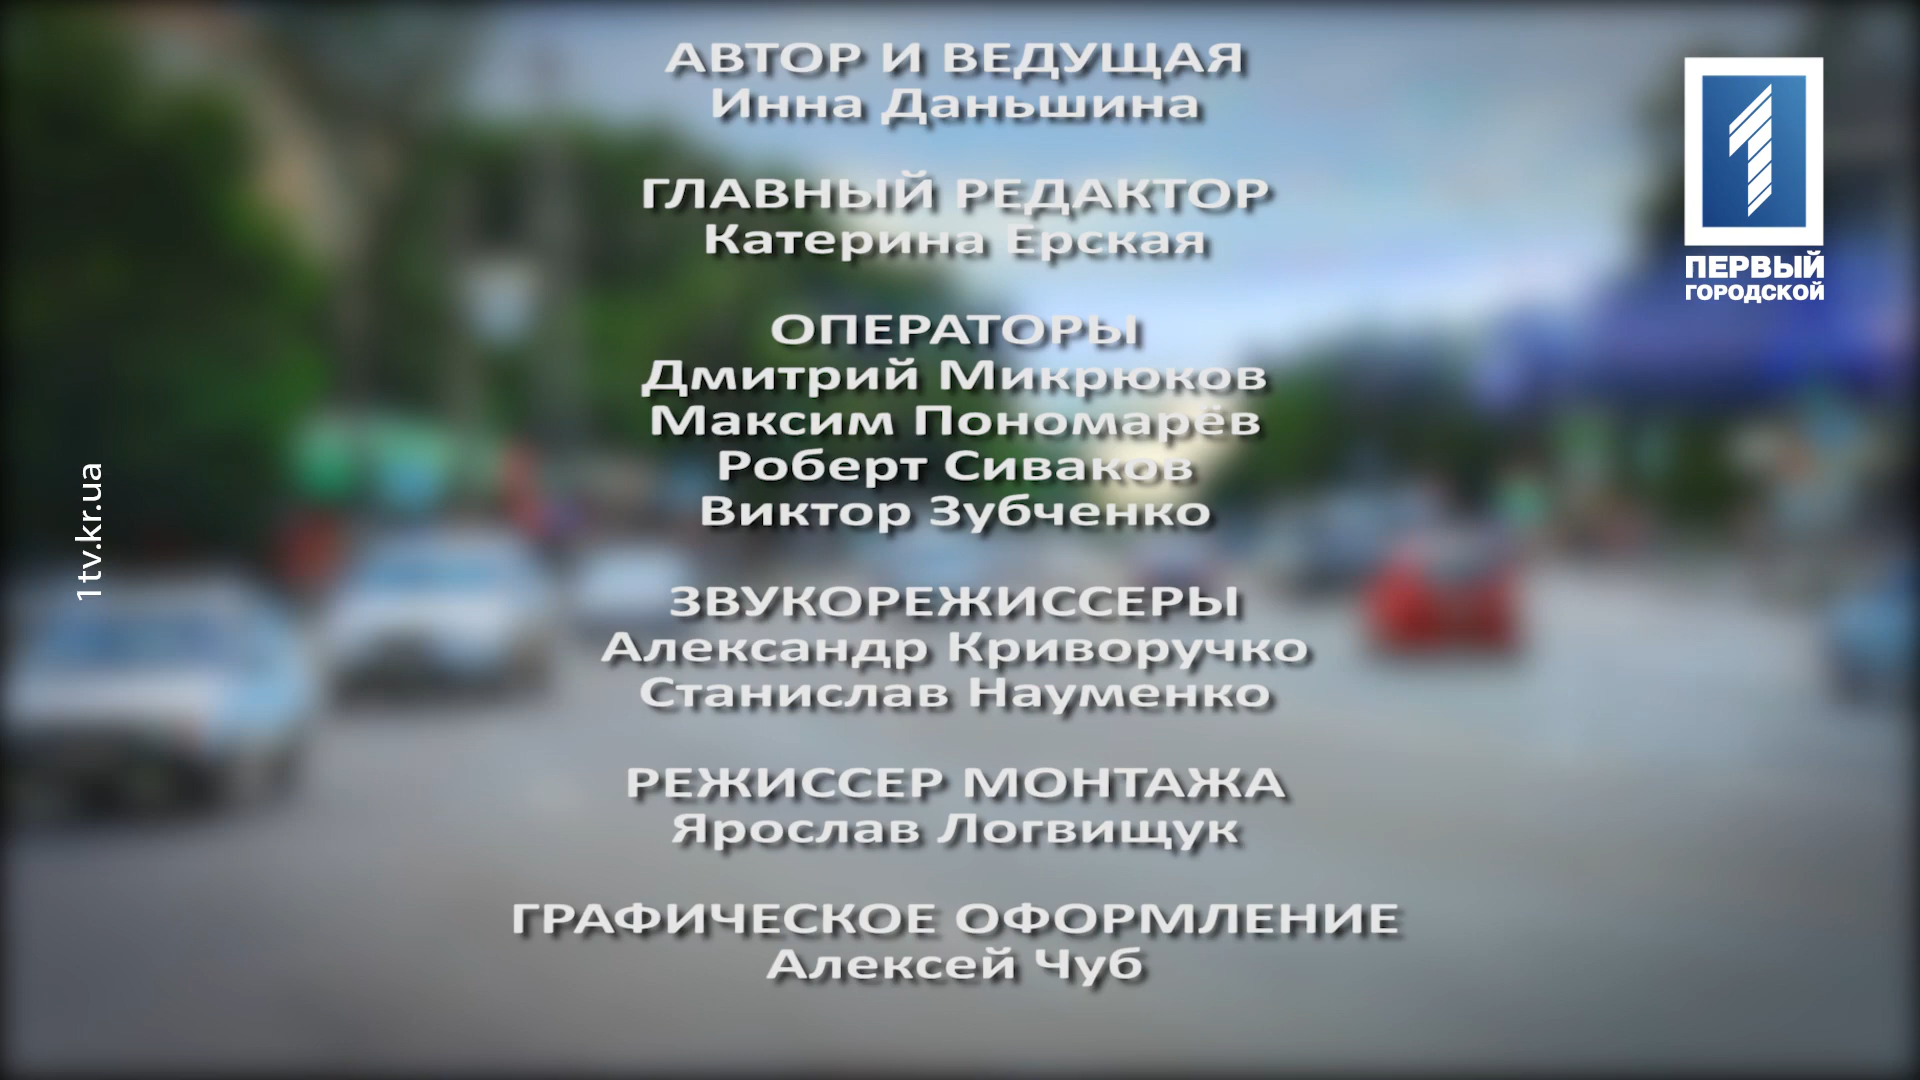 АВТОР И ВЕДУЩАЯ
Инна Даньшина
ГЛАВНЫЙ РЕДАКТОР
Катерина Ерская
ОПЕРАТОРЫ
Дмитрий Микрюков
Максим Пономарёв
Роберт Сиваков
Виктор Зубченко
ЗВУКОРЕЖИССЕРЫ
Александр Криворучко
Станислав Науменко
РЕЖИССЕР МОНТАЖА
Ярослав Логвищук
ГРАФИЧЕСКОЕ ОФОРМЛЕНИЕ
Алексей Чуб
1
ПЕРВЫЙ
ГОРОДСКОЙ
1tv.kr.ua